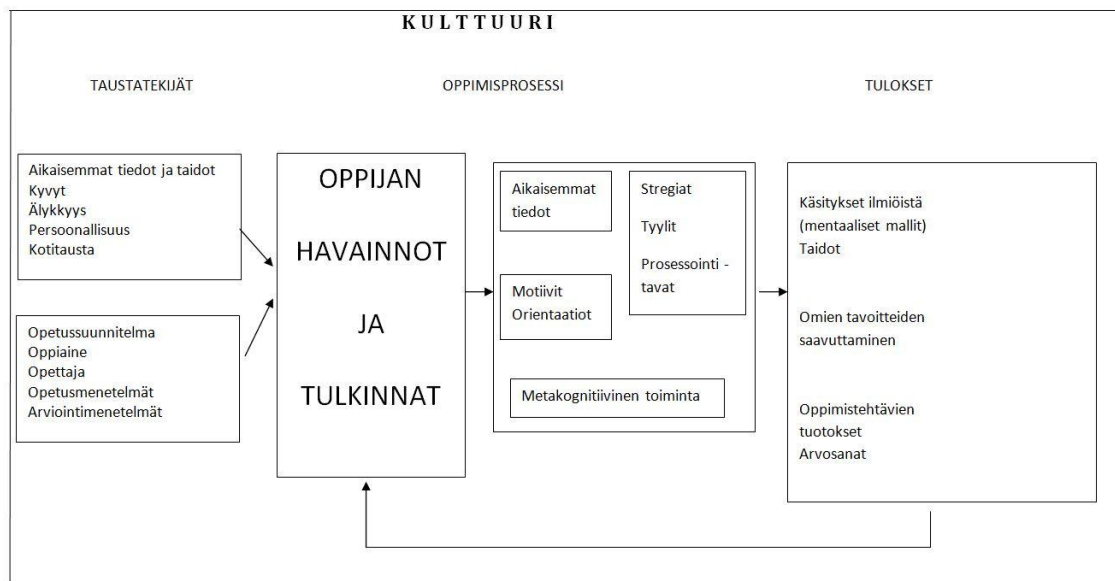 K U L T T U U R I
TAUSTATEKIJÄT
OPPIMISPROSESSI
TULOKSET
Aikaisemmat tiedot ja taidot
Kyvyt
Älykkyys
Persoonallisuus
Kotitausta
Opetussuunnitelma
Oppiaine
Opettaja
Opetusmenetelmät
Arviointimenetelmät
OPPIJAN
HAVAINNOT
JA
TULKINNAT
Aikaisemmat
tiedot
Motiivit
Orientaatiot
Stregiat
Tyylit
Prosessointi -
tavat
Metakognitiivinen toiminta
Käsitykset ilmiöistä
(mentaaliset mallit)
Taidot
Omien tavoitteiden
saavuttaminen
Oppimistehtävien
tuotokset
Arvosanat